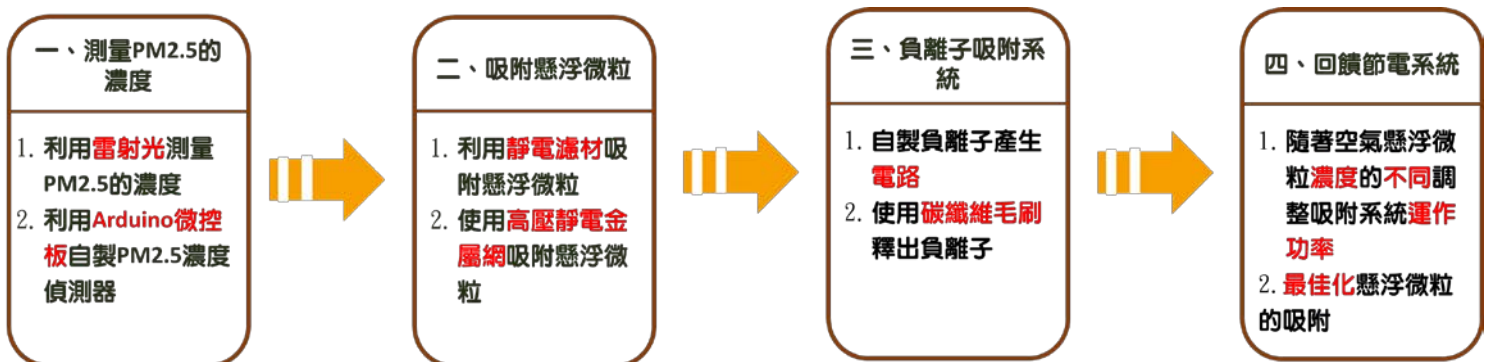 一、測量PM2.5的
濃度
1. 利用雷射光測量
PM2.5的濃度
2. 利用Arduino微控
板自製PM2.5濃度
偵測器
二、吸附懸浮微粒
1. 利用靜電濾材吸
附懸浮微粒
2. 使用高壓靜電金
屬網吸附懸浮微
粒
三、負離子吸附系
統
1. 自製負離子產生
電路
2. 使用碳纖維毛刷
釋出負離子
四、回饋節電系統
1. 隨著空氣懸浮微
粒濃度的不同調
整吸附系統運作
功率
2. 最佳化懸浮微粒
的吸附